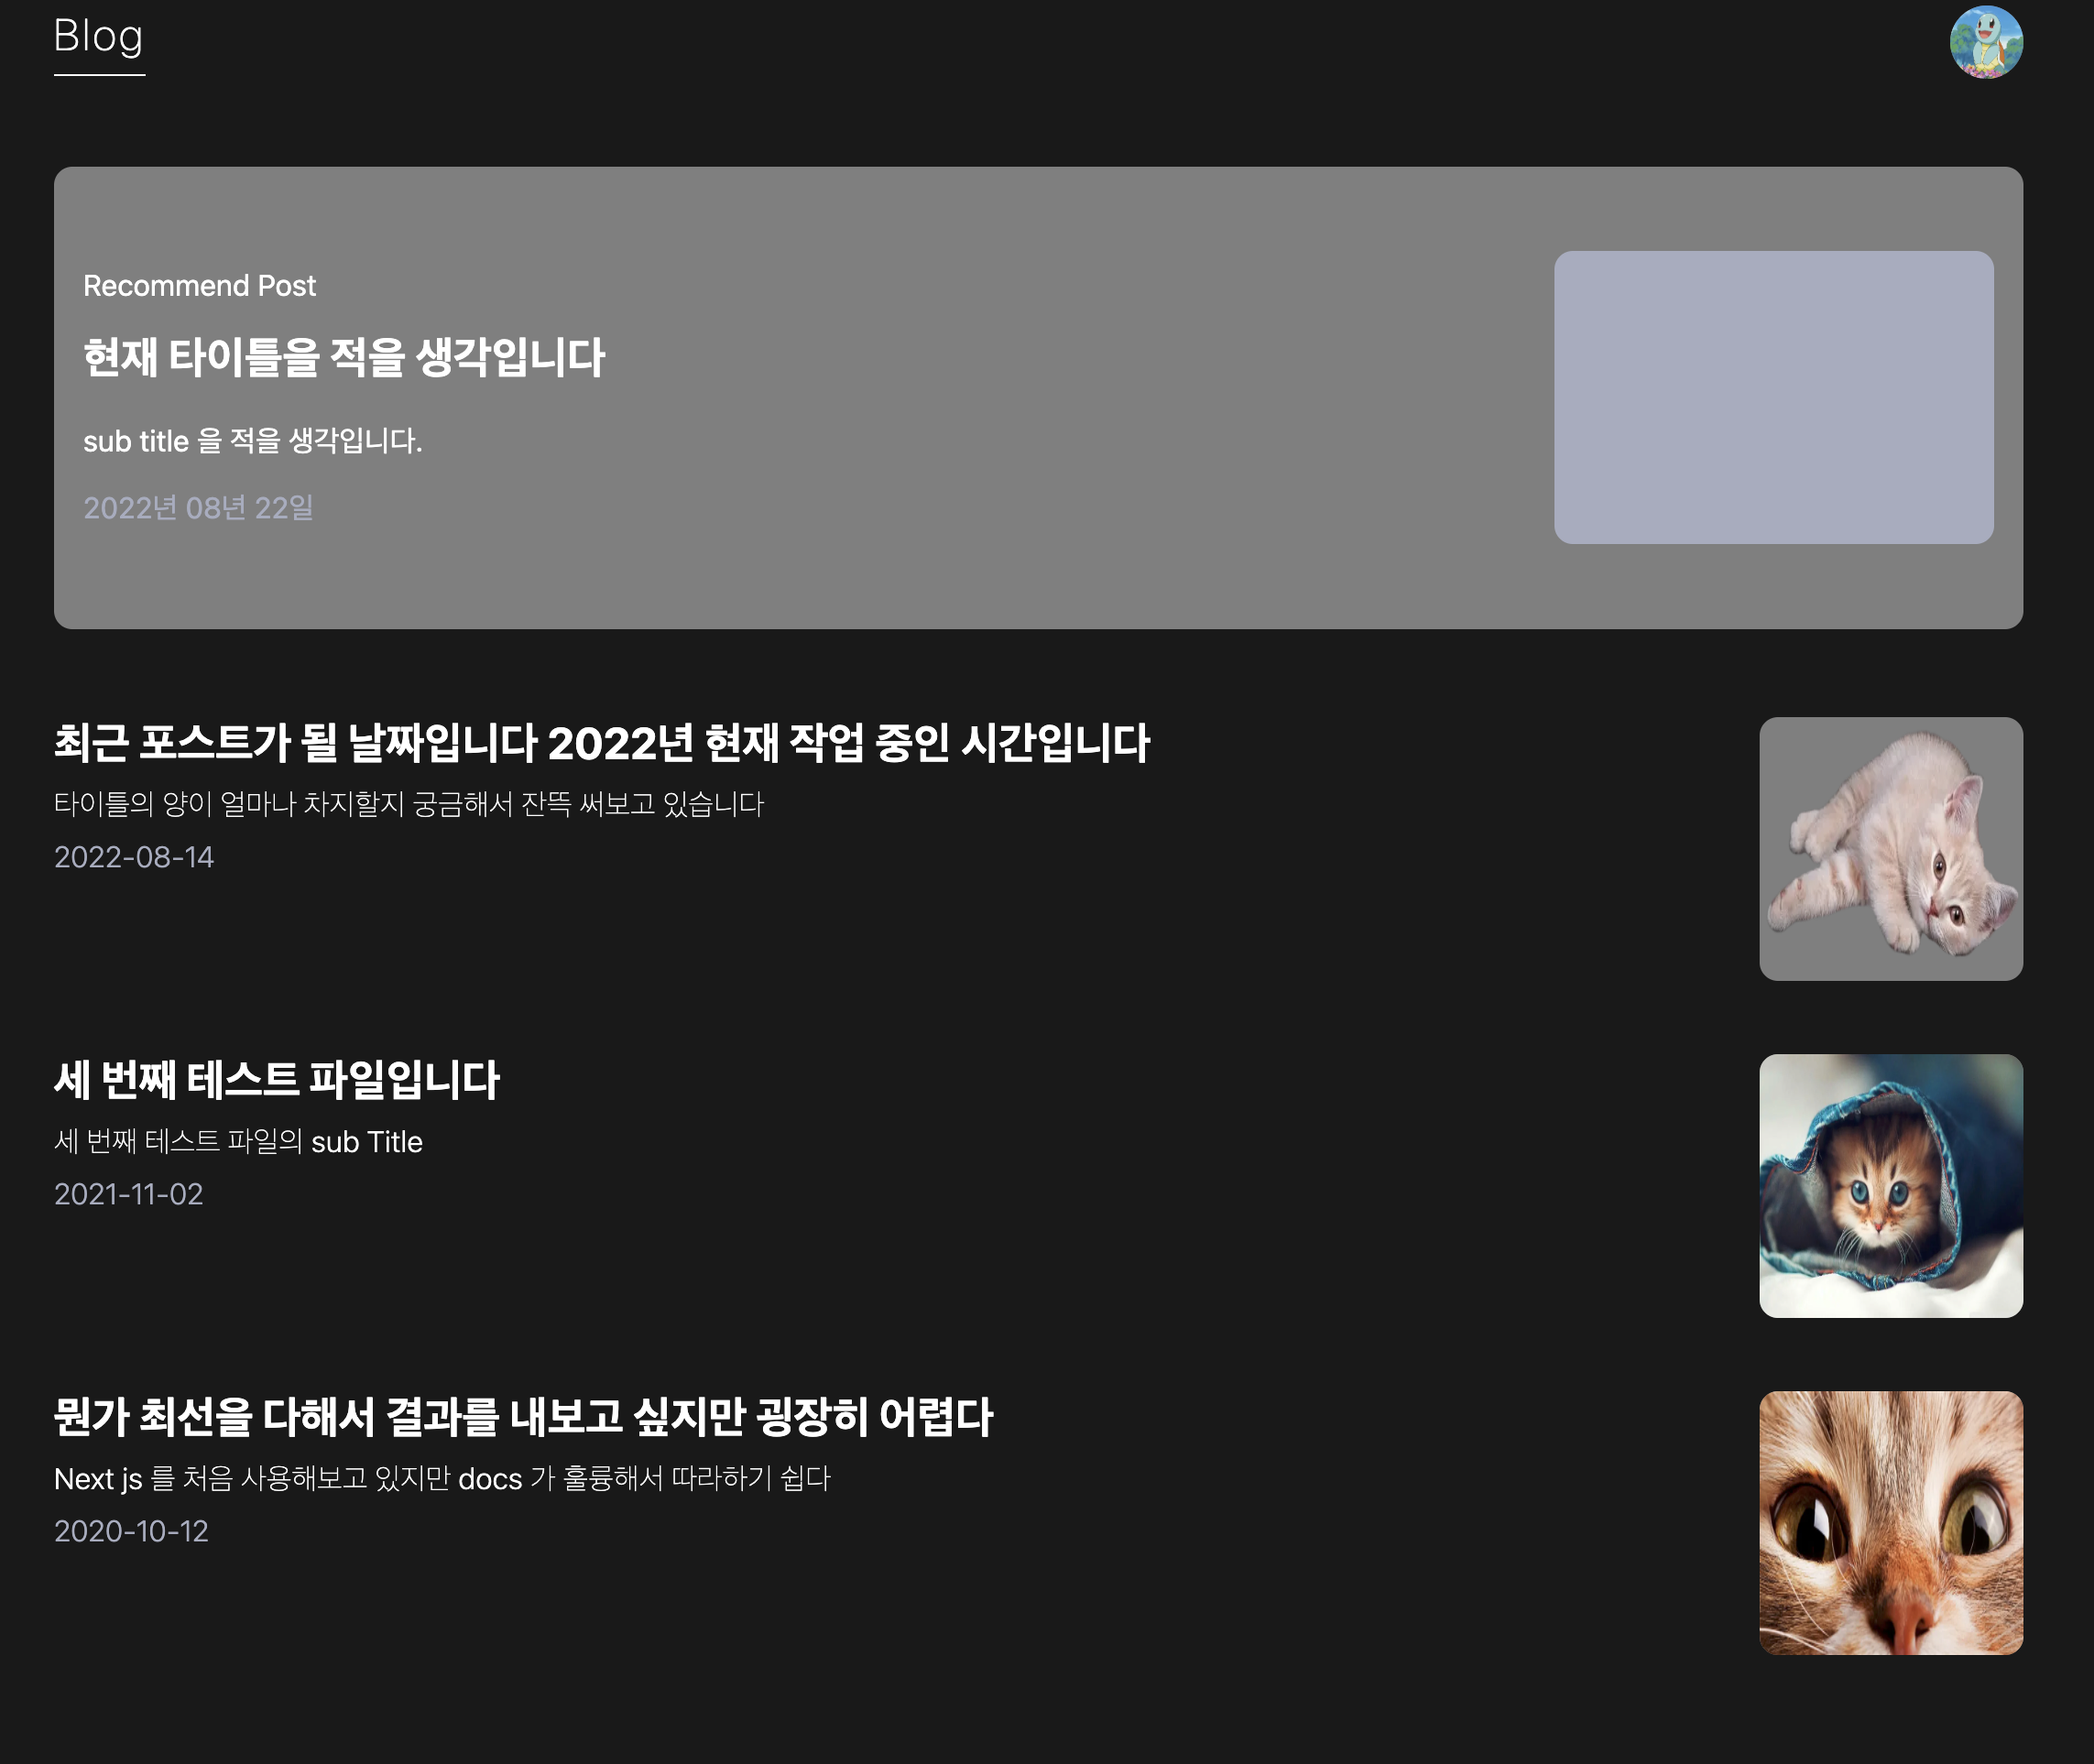 Blog
Recommend Post
현재 타이틀을 적을 생각입니다
sub title 을 적을 생각입니다.
2022년 08년 22일
최근 포스트가 될 날짜입니다 2022년 현재 작업 중인 시간입니다
타이틀의 양이 얼마나 차지할지 궁금해서 잔뜩 써보고 있습니다
2022-08-14
세 번째 테스트 파일입니다
세 번째 테스트 파일의 sub Title
2021-11-02
뭔가 최선을 다해서 결과를 내보고 싶지만 굉장히 어렵다
Next js 를 처음 사용해보고 있지만 docs 가 훌륭해서 따라하기 쉽다
2020-10-12